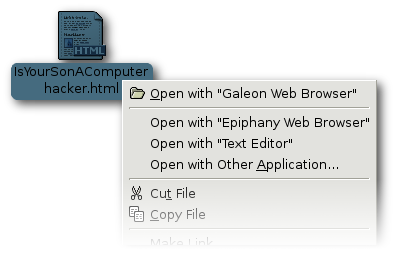 HTML
IsYourSonAComputer
hacker.html
Open with "Galeon Web Browser"
Open with "Epiphany Web Browser"
Open with "Text Editor"
Open with Other Application...
Cut File
Copy File
Make Link